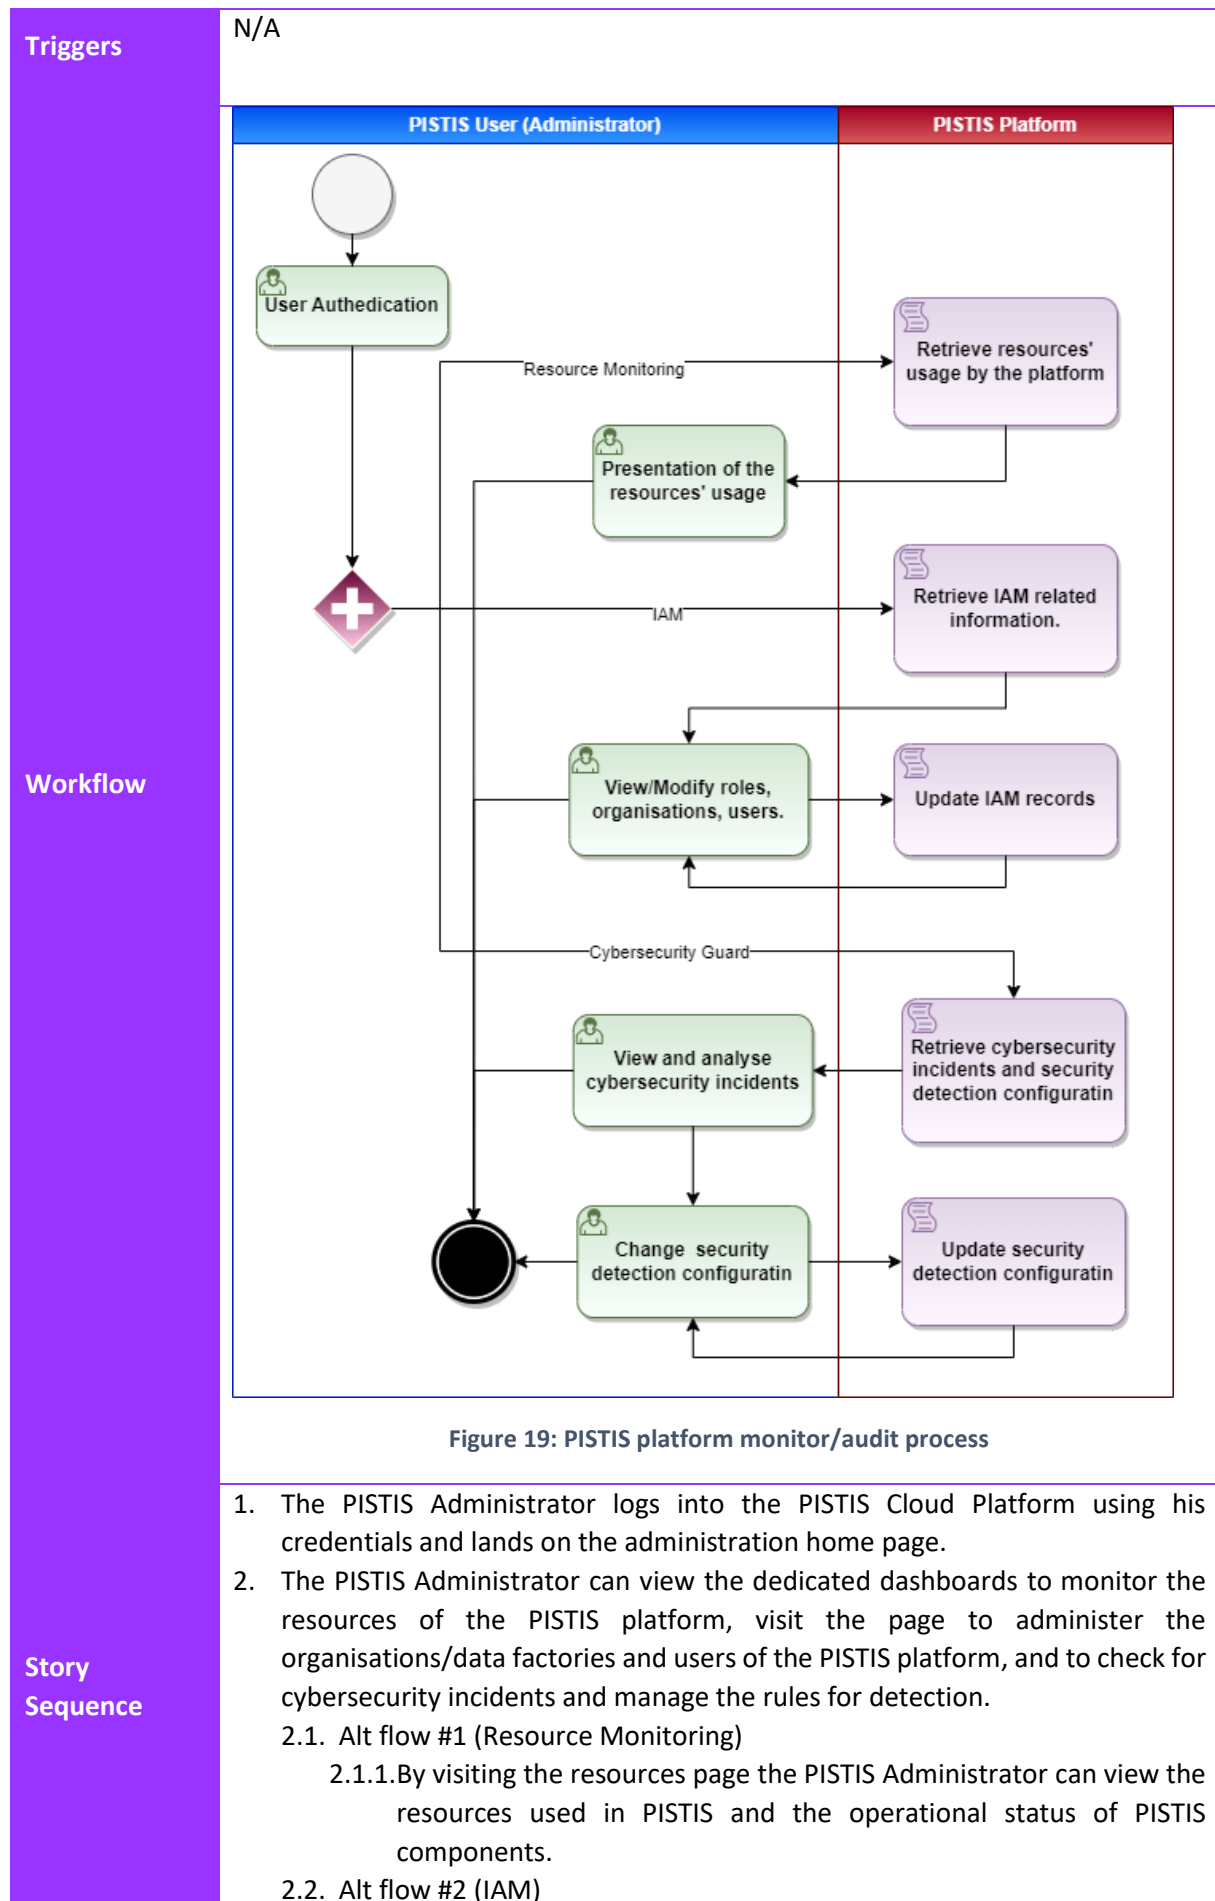 Triggers
N/A
PISTIS User (Administrator)
PISTIS Platform
User Authedication
Resource Monitoring
Retrieve resources'
usage by the platform
Presentation of the
resources' usage
IAM
Retrieve IAM related
information.
Workflow
View/Modify roles,
organisations, users.
Update IAM records
Cybersecurity Guard
View and analyse
cybersecurity incidents
Retrieve cybersecurity
incidents and security
detection configuratin
Change security
detection configuratin
Update security
detection configuratin
Figure 19: PISTIS platform monitor/audit process
Story
Sequence
1. The PISTIS Administrator logs into the PISTIS Cloud Platform using his
credentials and lands on the administration home page.
2. The PISTIS Administrator can view the dedicated dashboards to monitor the
resources of the PISTIS platform, visit the page to administer the
organisations/data factories and users of the PISTIS platform, and to check for
cybersecurity incidents and manage the rules for detection.
2.1. Alt flow #1 (Resource Monitoring)
2.1.1.By visiting the resources page the PISTIS Administrator can view the
resources used in PISTIS and the operational status of PISTIS
components.
2.2. Alt flow #2 (IAM)